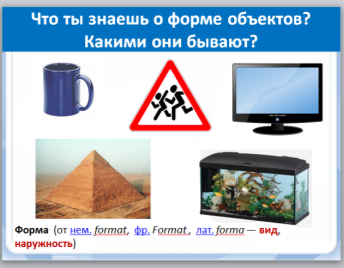 Что ты знаешь о форме объектов?
Какими они бывают?
Форма (от нем. format, фр. Format, лат. forma — вид,
наружность)